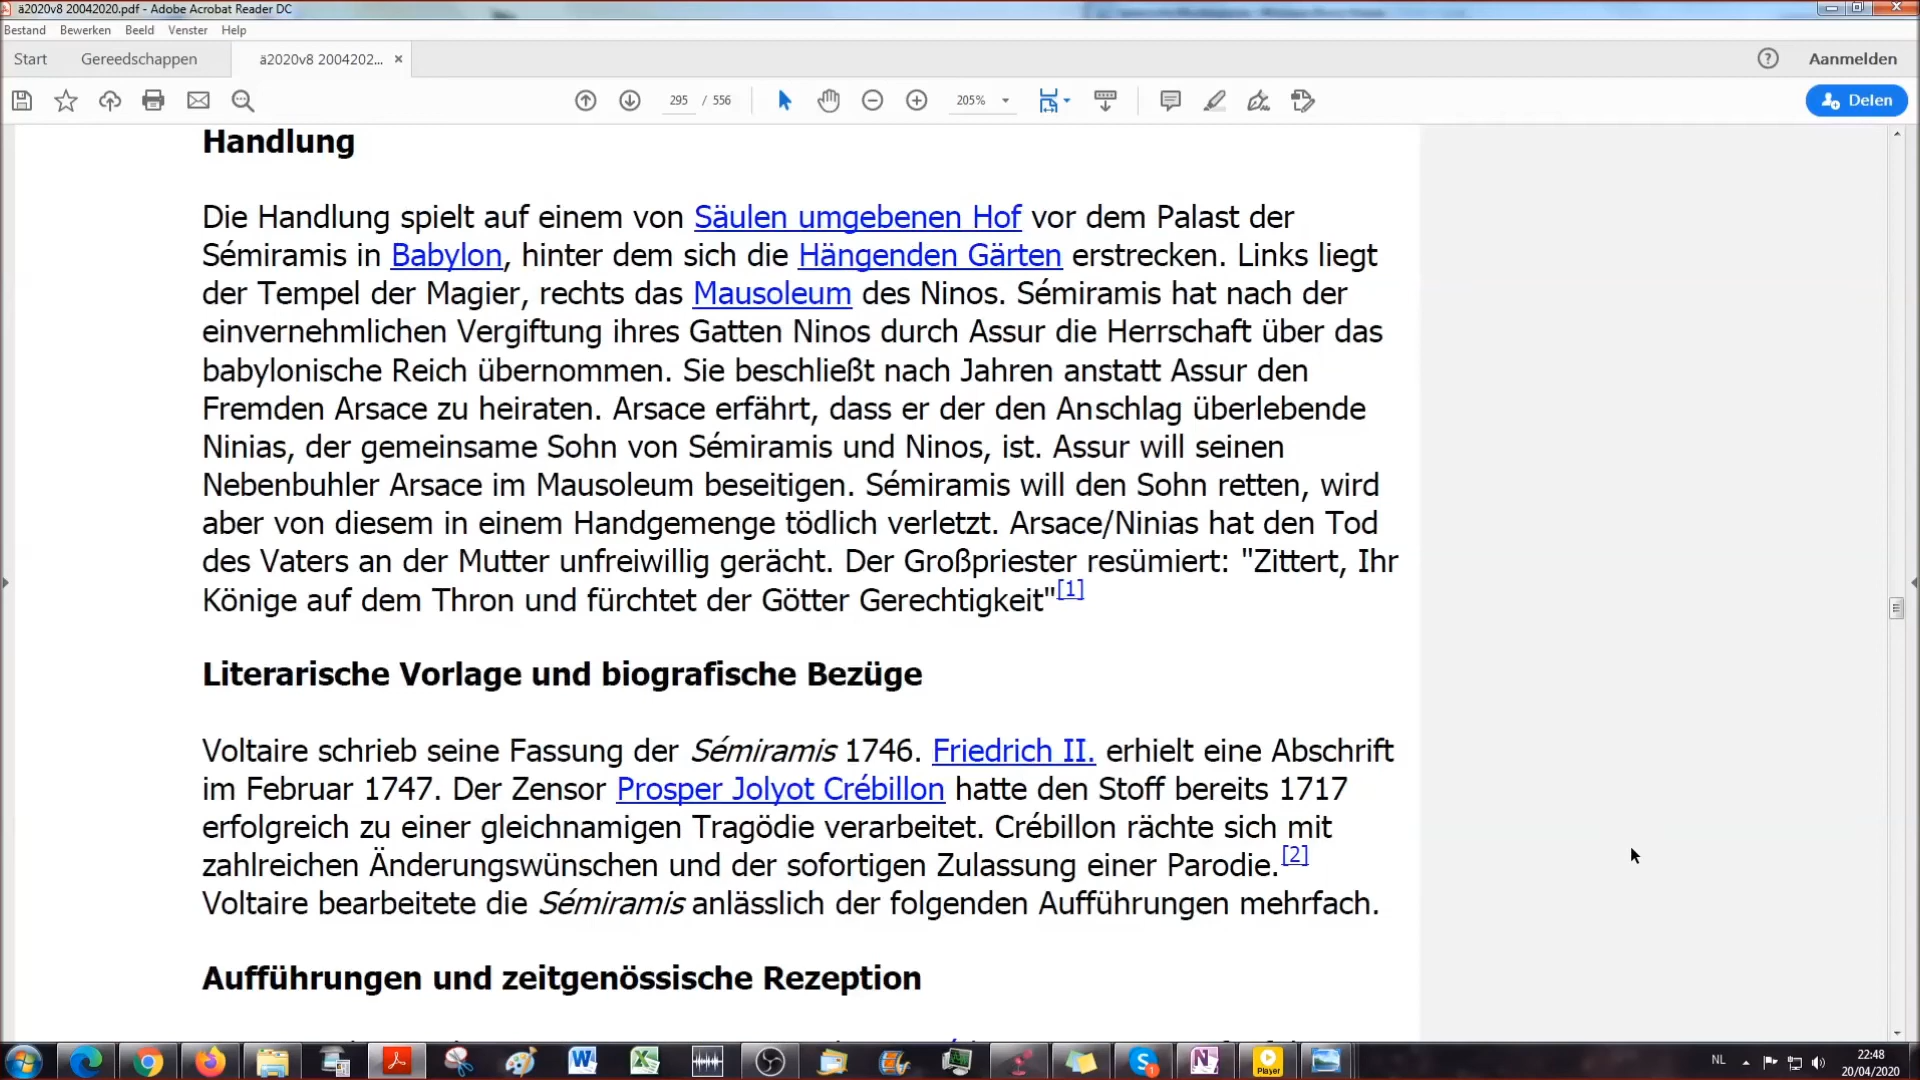 ä2020v8 20042020.pdf - Adobe Acrobat Reader DC
Bestand Bewerken Beeld Venster Help
Start Gereedschappen ä2020v8 2004202... Aanmelden
295 / 556 205% Delen
Handlung
Die Handlung spielt auf einem von Säulen umgebenen Hof vor dem Palast der
Sémiramis in Babylon, hinter dem sich die Hängenden Gärten erstrecken. Links liegt
der Tempel der Magier, rechts das Mausoleum des Ninos. Sémiramis hat nach der
einvernehmlichen Vergiftung ihres Gatten Ninos durch Assur die Herrschaft über das
babylonische Reich übernommen. Sie beschließt nach Jahren anstatt Assur den
Fremden Arsace zu heiraten. Arsace erfährt, dass er der den Anschlag überlebende
Ninias, der gemeinsame Sohn von Sémiramis und Ninos, ist. Assur will seinen
Nebenbuhler Arsace im Mausoleum beseitigen. Sémiramis will den Sohn retten, wird
aber von diesem in einem Handgemenge tödlich verletzt. Arsace/Ninias hat den Tod
des Vaters an der Mutter unfreiwillig gerächt. Der Großpriester resümiert: "Zittert, Ihr
Könige auf dem Thron und fürchtet der Götter Gerechtigkeit"[1]
Literarische Vorlage und biografische Bezüge
Voltaire schrieb seine Fassung der Sémiramis 1746. Friedrich II. erhielt eine Abschrift
im Februar 1747. Der Zensor Prosper Jolyot Crébillon hatte den Stoff bereits 1717
erfolgreich zu einer gleichnamigen Tragödie verarbeitet. Crébillon rächte sich mit
zahlreichen Änderungswünschen und der sofortigen Zulassung einer Parodie.[2]
Voltaire bearbeitete die Sémiramis anlässlich der folgenden Aufführungen mehrfach.
Aufführungen und zeitgenössische Rezeption
Player
NL 22:48
20/04/2020